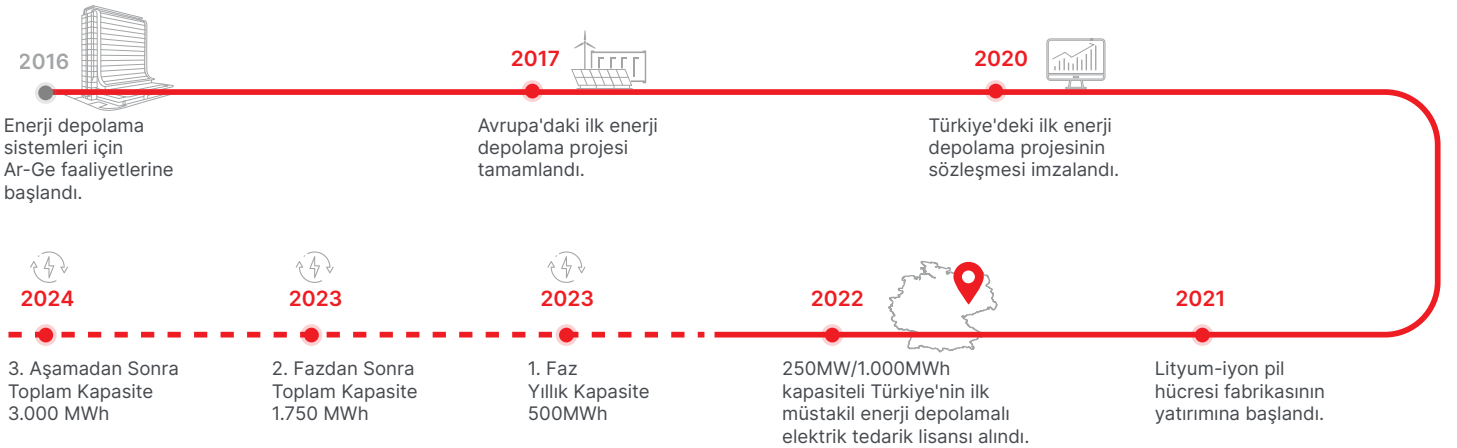 2016
Enerji depolama
sistemleri için
Ar-Ge faaliyetlerine
başlandı.
2017
Avrupa'daki ilk enerji
depolama projesi
tamamlandı.
2020
Türkiye'deki ilk enerji
depolama projesinin
sözleşmesi imzalandı.
2021
Lityum-iyon pil
hücresi fabrikasının
yatırımına başlandı.
2022
250MW/1.000MWh
kapasiteli Türkiye'nin ilk
müstakil enerji depolamalı
elektrik tedarik lisansı alındı.
2023
1. Faz
Yıllık Kapasite
500MWh
2023
2. Fazdan Sonra
Toplam Kapasite
1.750 MWh
2024
3. Aşamadan Sonra
Toplam Kapasite
3.000 MWh